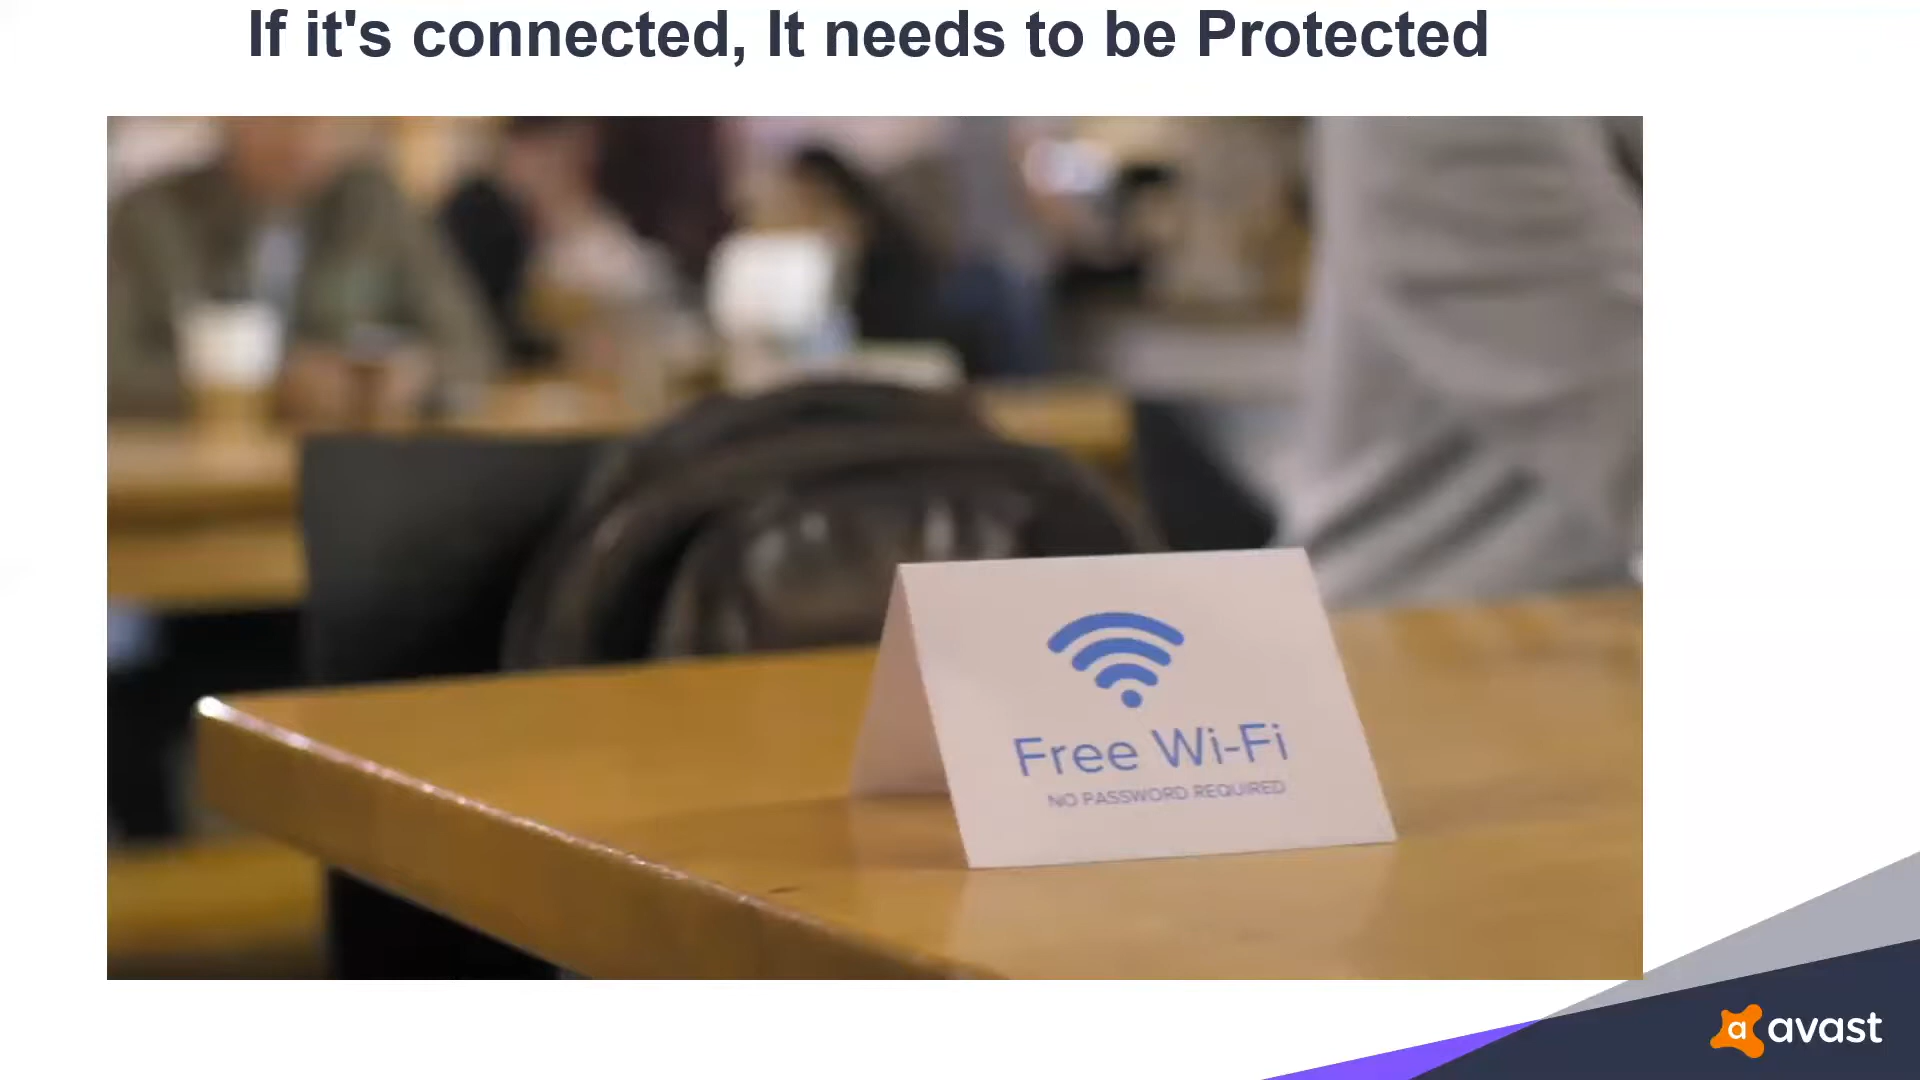 If it's connected, It needs to be Protected
Free Wi-Fi
NO PASSWORD REQUIRED
a avast